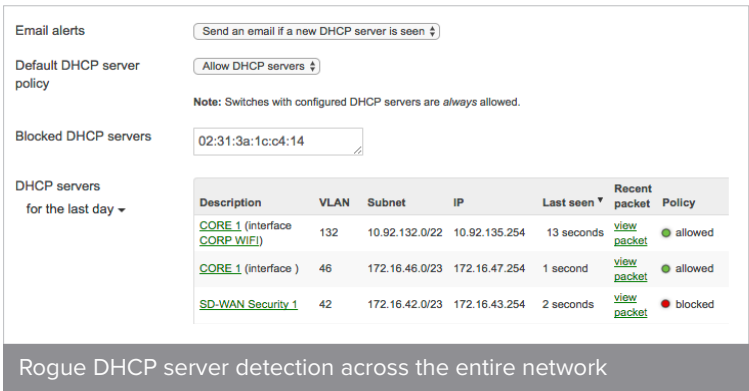 Email alerts
Send an email if a new DHCP server is seen
Default DHCP server
policy
Allow DHCP servers
Note: Switches with configured DHCP servers are always allowed.
Blocked DHCP servers
02:31:3a:1c:c4:14
DHCP servers
for the last day
Description VLAN Subnet IP Last seen Recent packet Policy
CORE 1 (interface CORP WIFI) 132 10.92.132.0/22 10.92.135.254 13 seconds view packet allowed
CORE 1 (interface ) 46 172.16.46.0/23 172.16.47.254 1 second view packet allowed
SD-WAN Security 1 42 172.16.42.0/23 172.16.43.254 2 seconds view packet blocked
Rogue DHCP server detection across the entire network